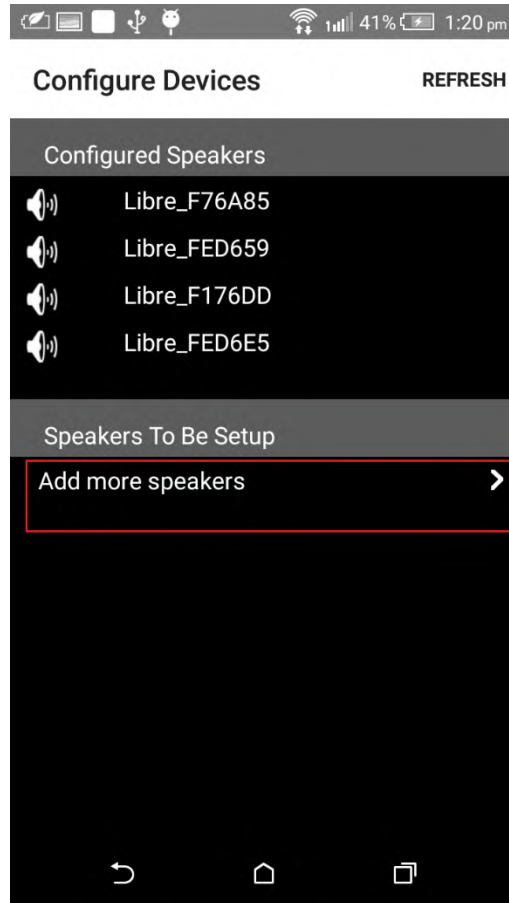 41% 1:20 pm
Configure Devices REFRESH
Configured Speakers
Libre_F76A85
Libre_FED659
Libre_F176DD
Libre_FED6E5
Speakers To Be Setup
Add more speakers